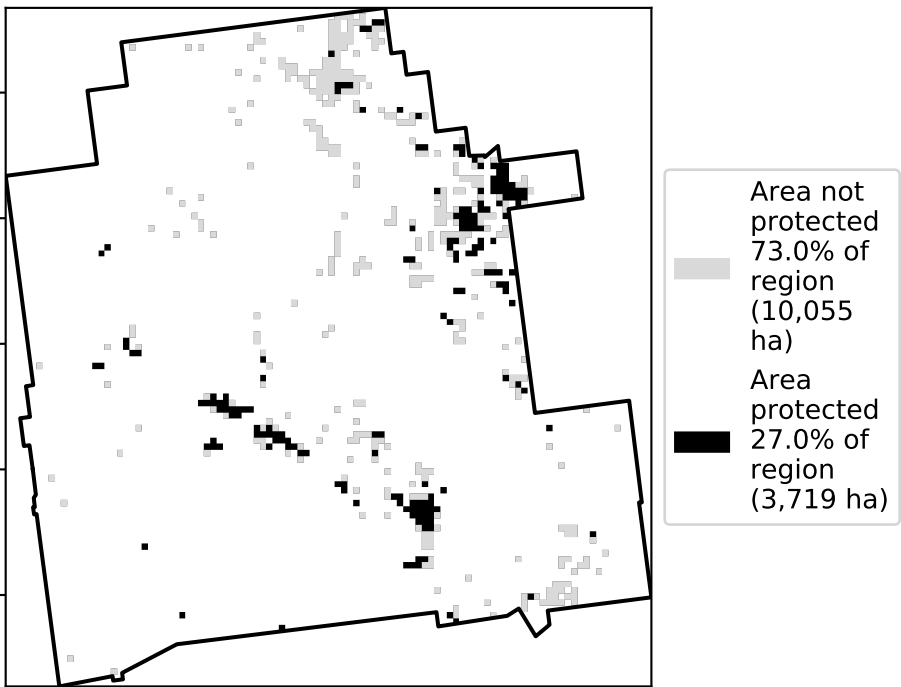 Area not
protected
73.0% of
region
(10,055
ha)
Area
protected
27.0% of
region
(3,719 ha)